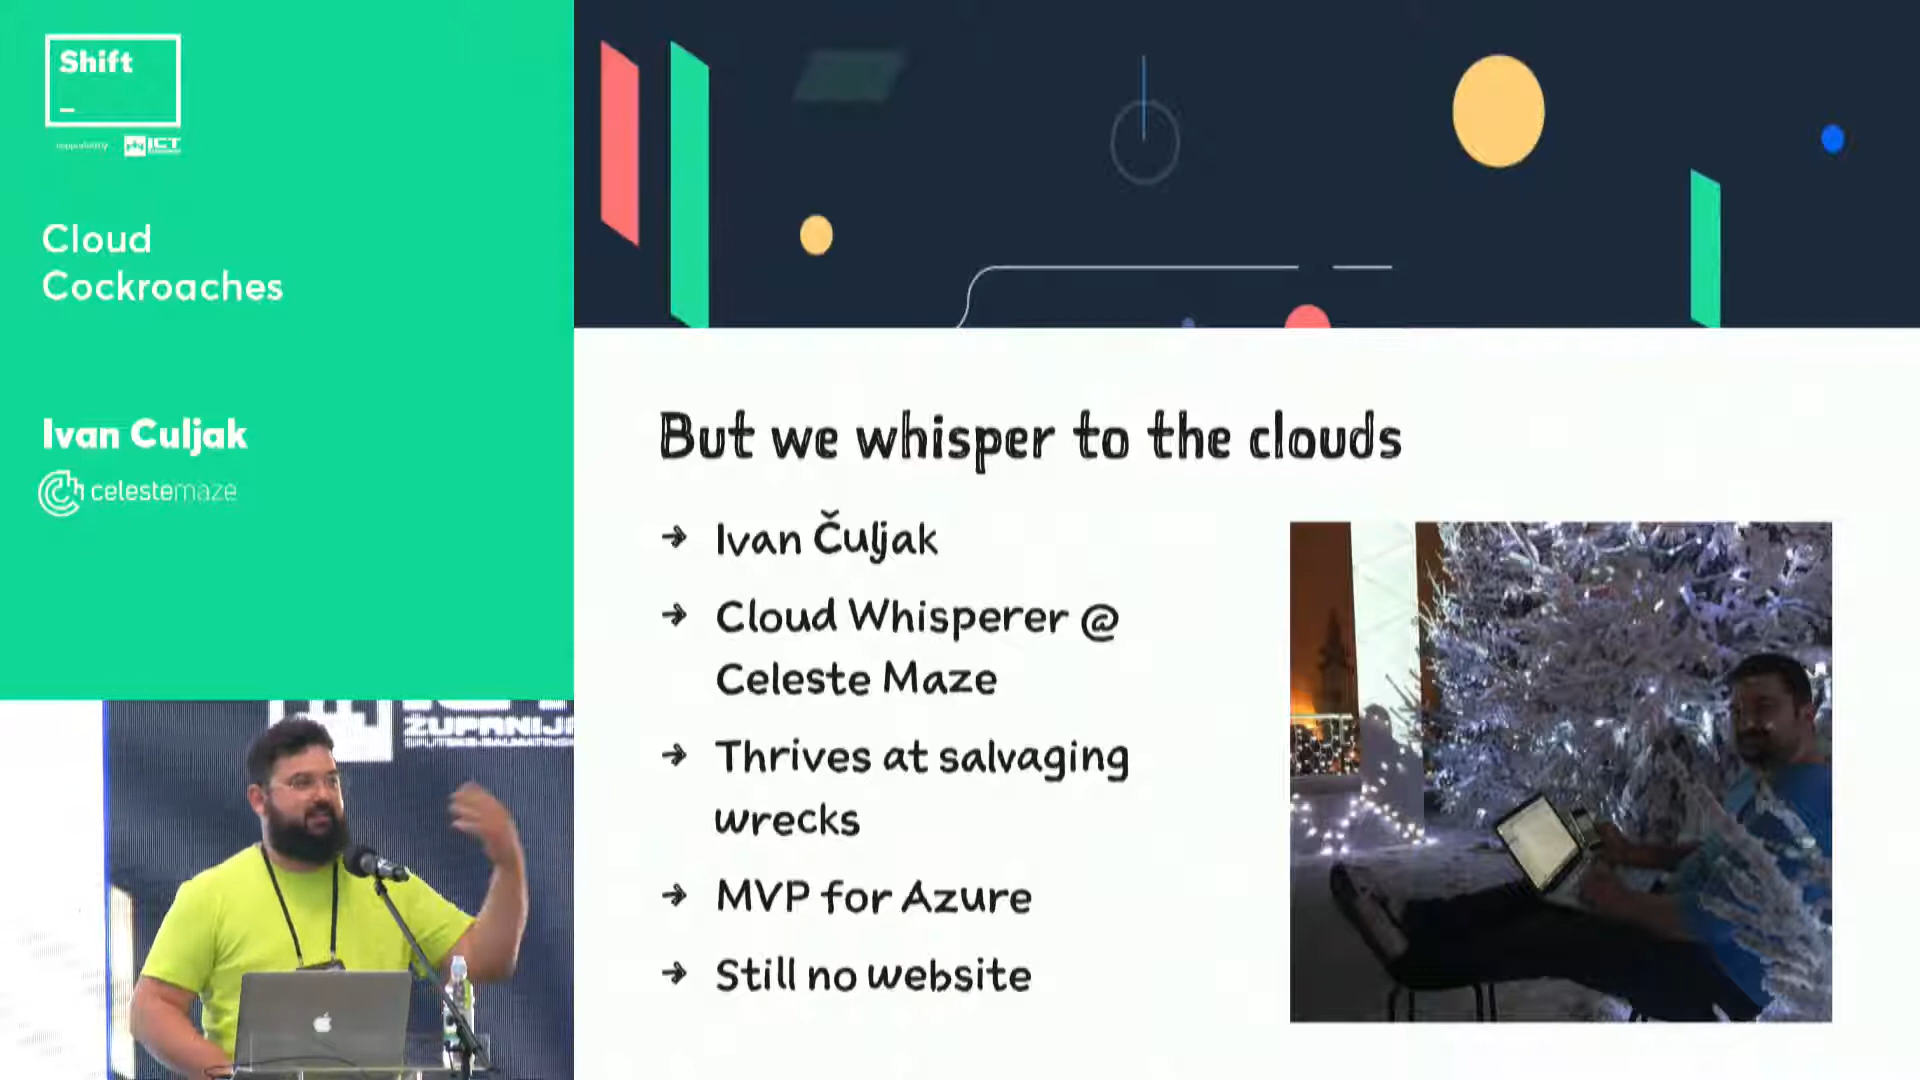 Shift
ICT
Cloud
Cockroaches
Ivan Culjak
celestemaze
But we whisper to the clouds
→ Ivan Čuljak
→ Cloud Whisperer @
Celeste Maze
→ Thrives at salvaging
wrecks
→ MVP for Azure
→ Still no website